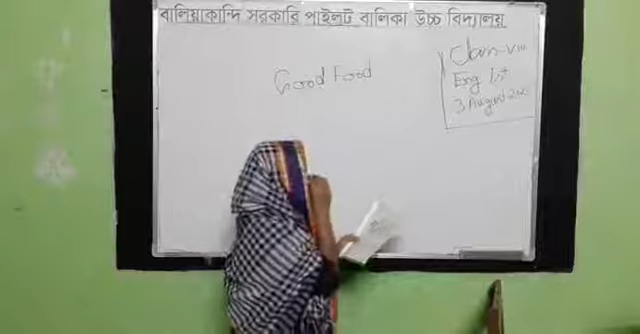 বালিয়াকান্দি সরকারি পাইলট বালিকা উচ্চ বিদ্যালয়
Good Food
Class-VIII
Eng 1st
3 August